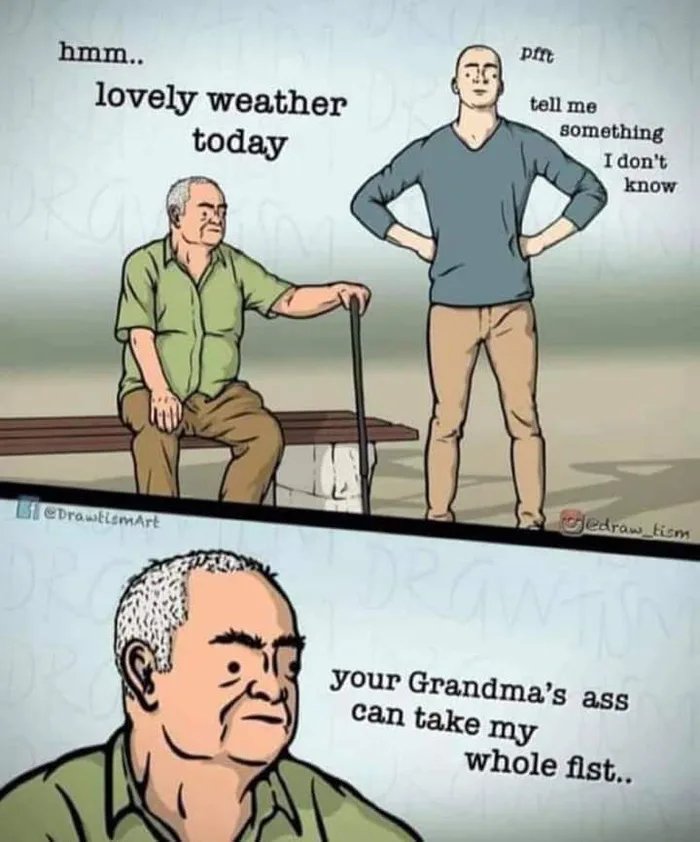 hmm..
lovely weather
today
pfft
tell me
something
I don't
know
@DrawtismArt
@draw_tism
your Grandma's ass
can take my
whole fist..